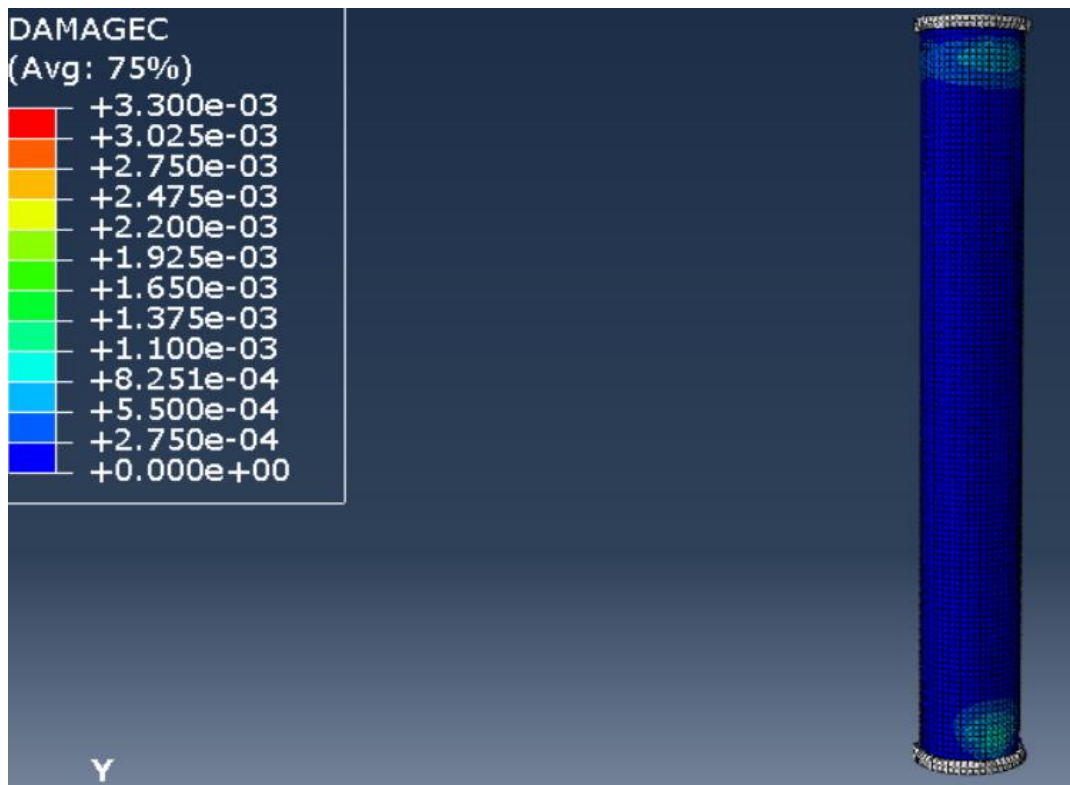 DAMAGEC
(Avg: 75%)
+3.300e-03
+3.025e-03
+2.750e-03
+2.475e-03
+2.200e-03
+1.925e-03
+1.650e-03
+1.375e-03
+1.100e-03
+8.251e-04
+5.500e-04
+2.750e-04
+0.000e+00
Y